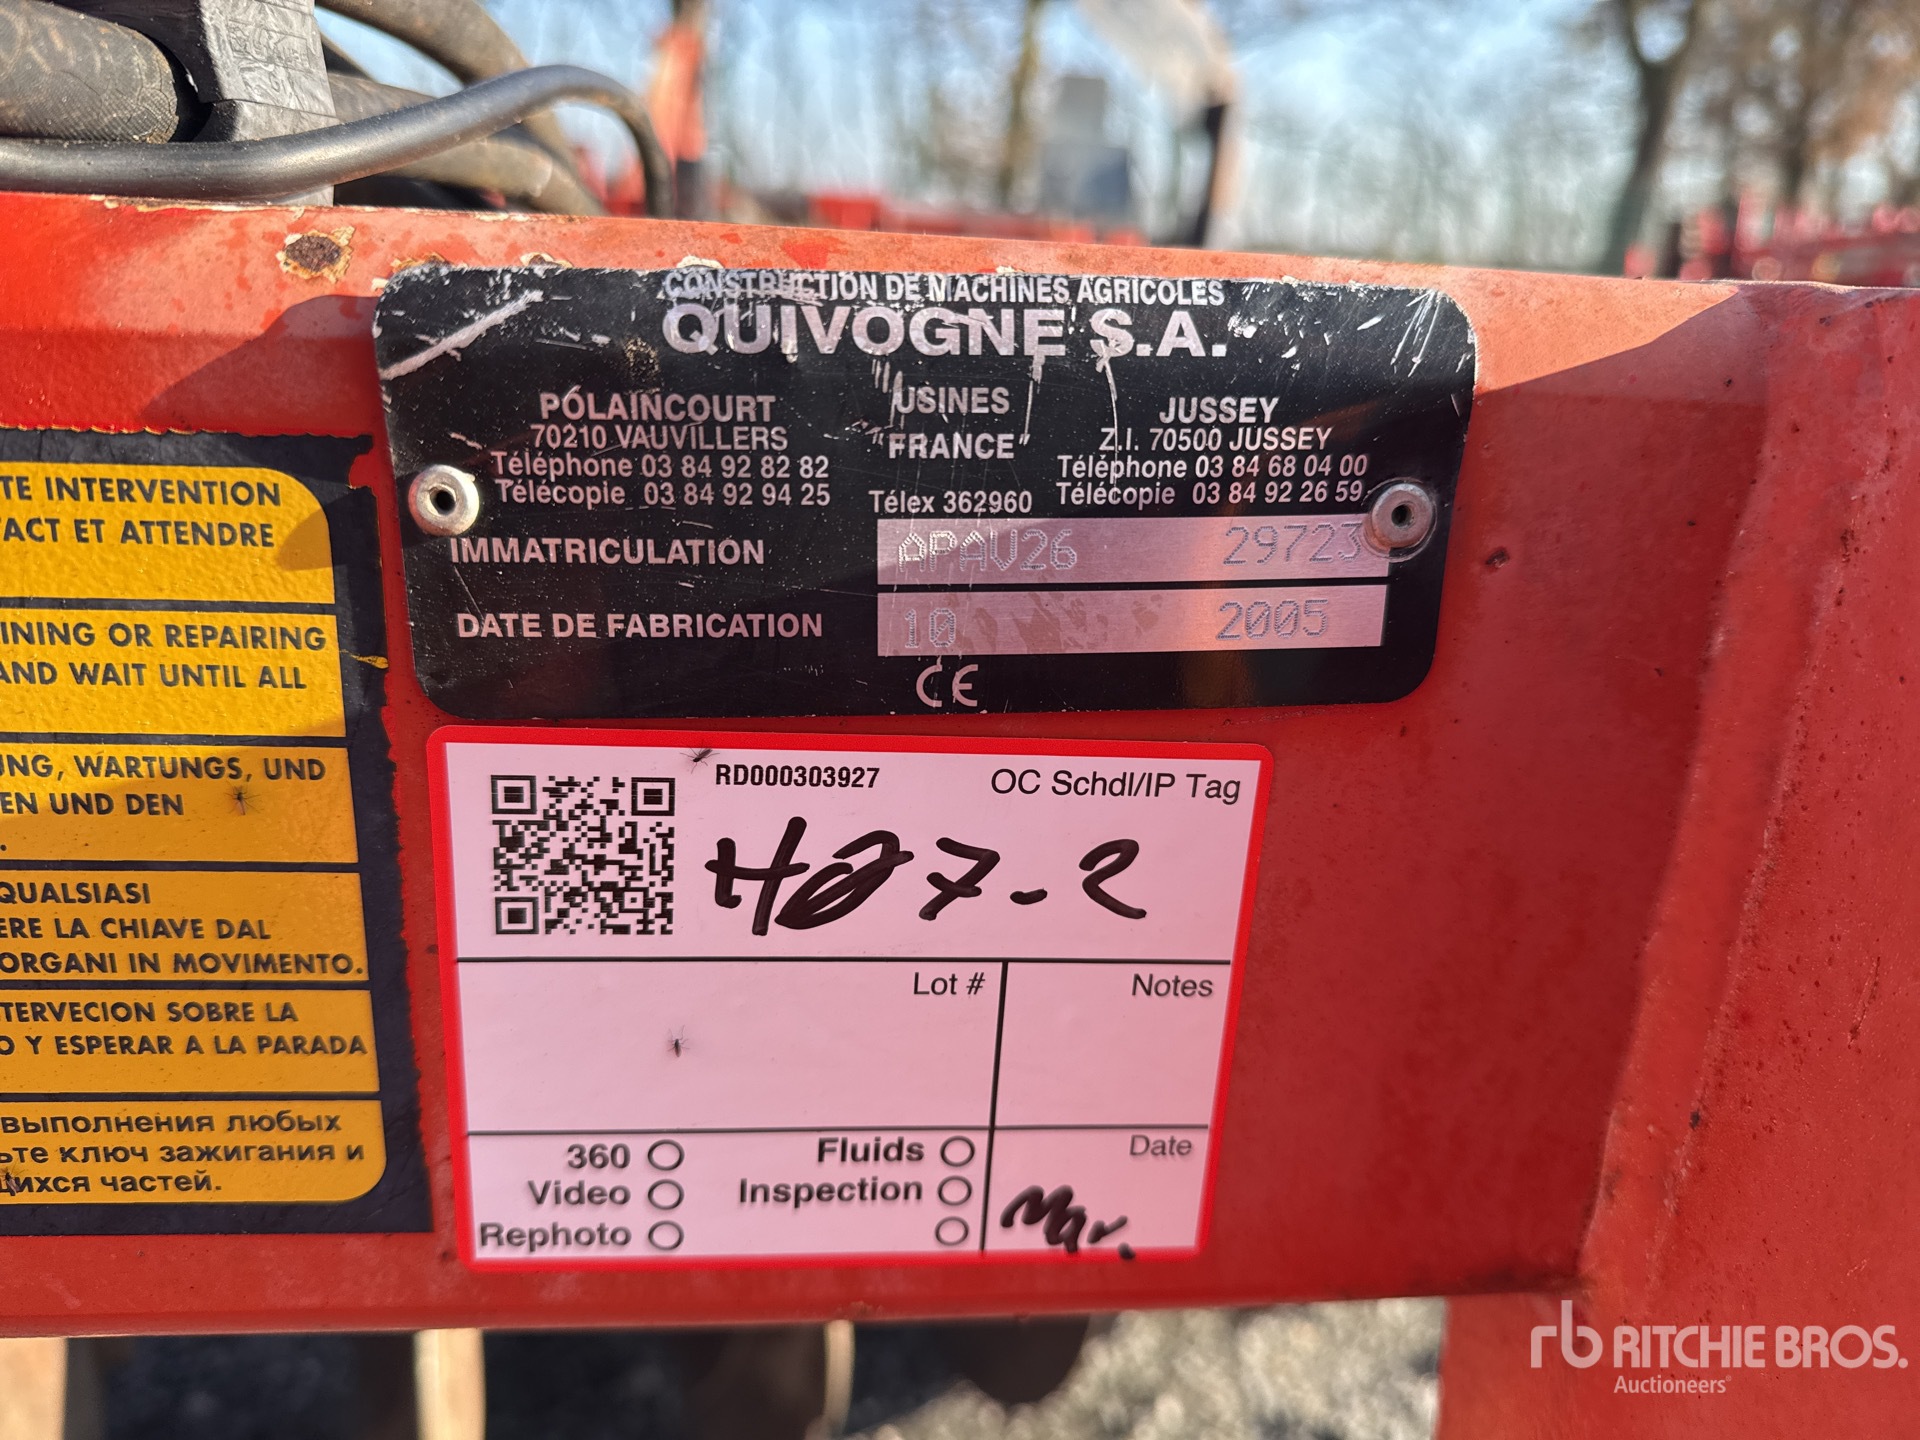 CONSTRUCTION DE MACHINES AGRICOLES
QUIVOGNE S.A.
POLAINCOURT
70210 VAUVILLERS
Téléphone 03 84 92 82 82
Télécopie 03 84 92 94 25
USINES
"FRANCE"
Télex 362960
JUSSEY
Z.I. 70500 JUSSEY
Téléphone 03 84 68 04 00
Télécopie 03 84 92 26 59
IMMATRICULATION APAV26 29723
DATE DE FABRICATION 10 2005
CE
TE INTERVENTION
ACT ET ATTENDRE
INING OR REPAIRING
AND WAIT UNTIL ALL
UNG, WARTUNGS, UND
EN UND DEN
.
QUALSIASI
ERE LA CHIAVE DAL
ORGANI IN MOVIMENTO.
TERVECION SOBRE LA
O Y ESPERAR A LA PARADA
выполнения любых
ьте ключ зажигания и
щихся частей.
RD000303927
OC Schdl/IP Tag
H27-2
Lot #
Notes
360
Video
Rephoto
Fluids
Inspection
Date
Mar.
rb RITCHIE BROS.
Auctioneers